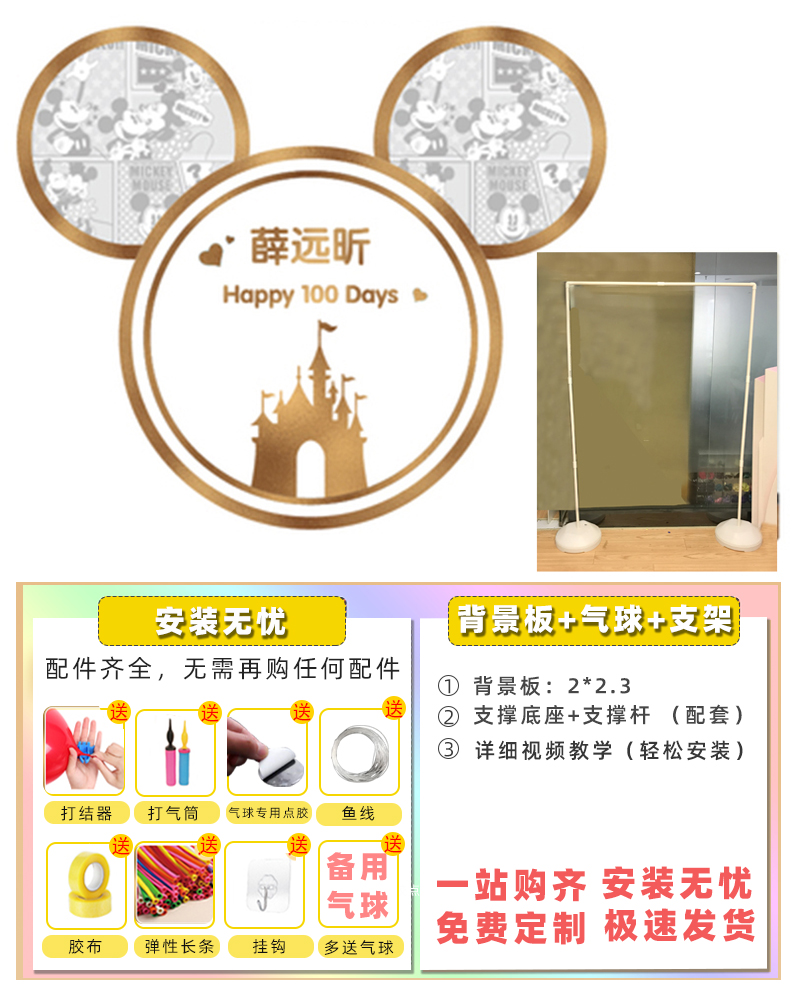 MICKEY
MICKEY
MOUSE
MICKEY
MOUSE
薛远昕
Happy 100 Days
安装无忧
配件齐全，无需再购任何配件
送 送 送 送
打结器 打气筒 气球专用点胶 鱼线
送 送 送 送
备用
气球
胶布 弹性长条 挂钩 多送气球
背景板+气球+支架
① 背景板：2*2.3
② 支撑底座+支撑杆 （配套）
③ 详细视频教学（轻松安装）
一站购齐 安装无忧
免费定制 极速发货